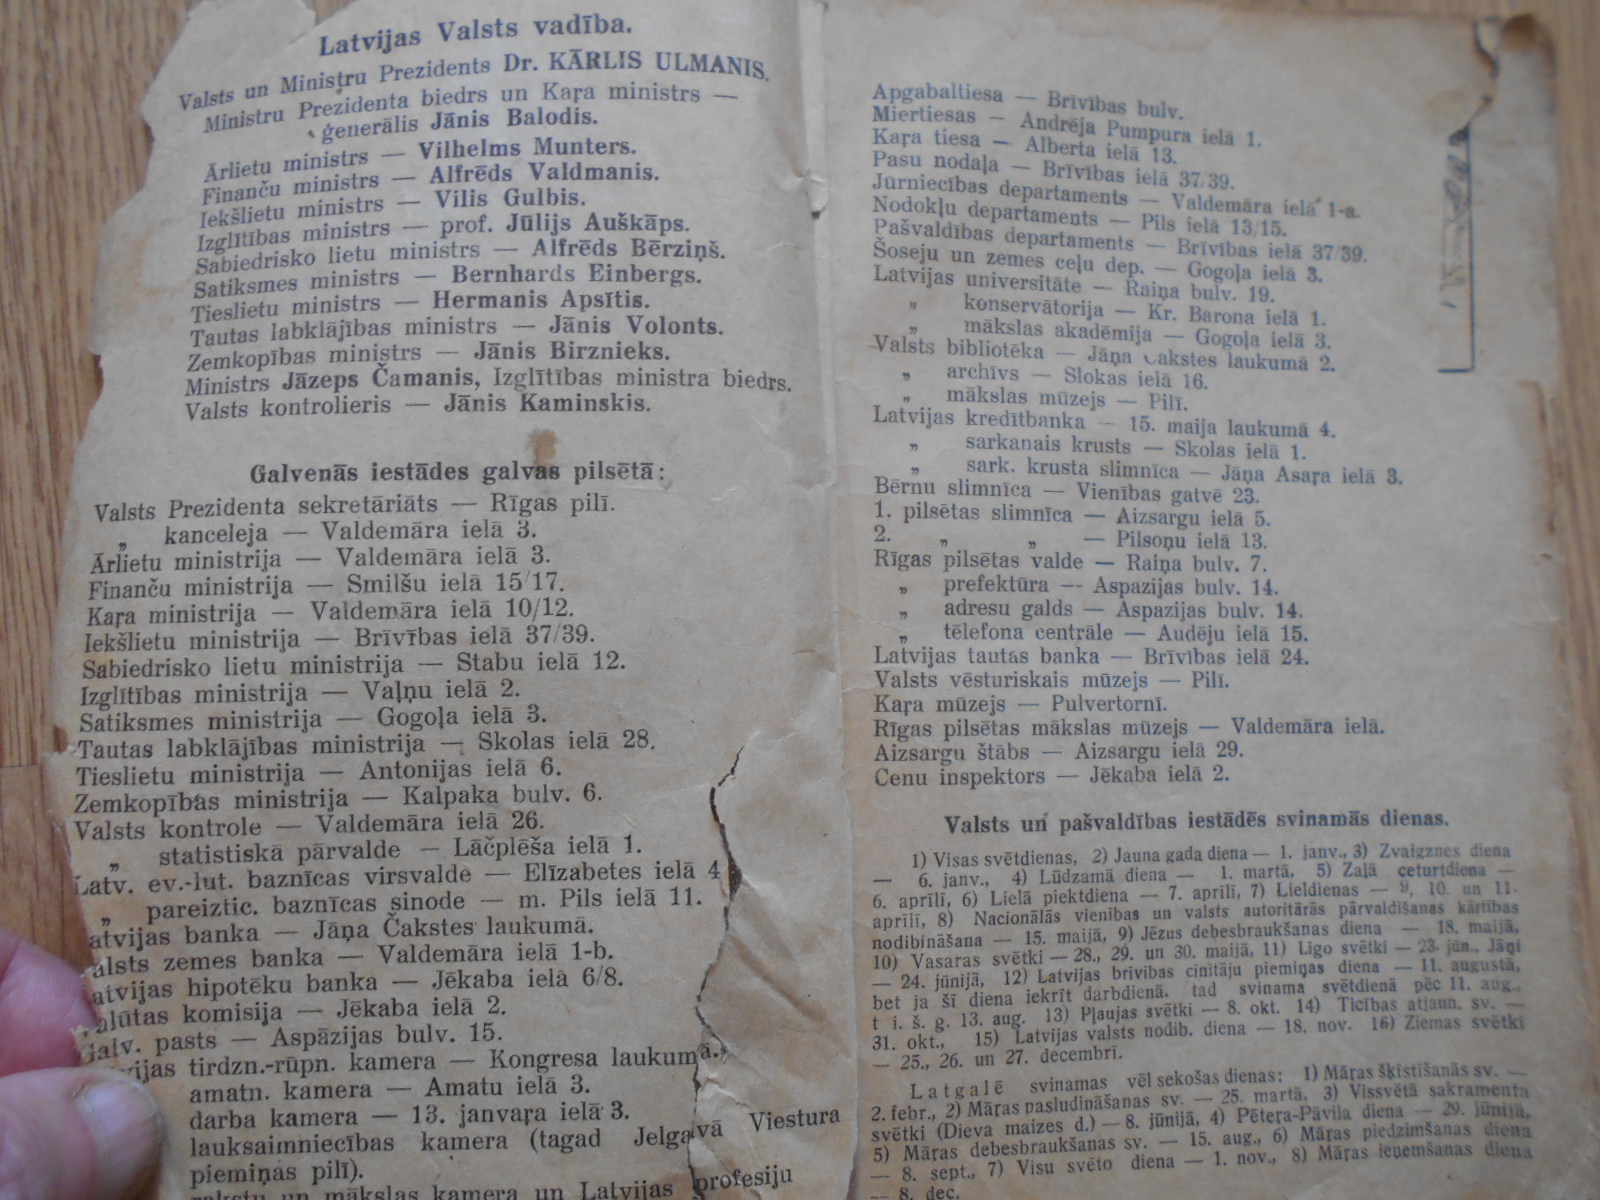 Latvijas Valsts vadība.
Valsts un Ministru Prezidents Dr. KĀRLIS ULMANIS.
Ministru Prezidenta biedrs un Kaŗa ministrs —
ģenerālis Jānis Balodis.
Ārlietu ministrs — Vilhelms Munters.
Finanču ministrs — Alfrēds Valdmanis.
Iekšlietu ministrs — Vilis Gulbis.
Izglītības ministrs — prof. Jūlijs Auškāps.
Sabiedrisko lietu ministrs — Alfrēds Bērziņš.
Satiksmes ministrs — Bernhards Einbergs.
Tieslietu ministrs — Hermanis Apsītis.
Tautas labklājības ministrs — Jānis Volonts.
Zemkopības ministrs — Jānis Birznieks.
Ministrs Jāzeps Čamanis, Izglītības ministra biedrs.
Valsts kontrolieris — Jānis Kaminskis.
Galvenās iestādes galvas pilsētā:
Valsts Prezidenta sekretāriāts — Rīgas pilī.
„ kanceleja — Valdemāra ielā 3.
Ārlietu ministrija — Valdemāra ielā 3.
Finanču ministrija — Smilšu ielā 15/17.
Kaŗa ministrija — Valdemāra ielā 10/12.
Iekšlietu ministrija — Brīvības ielā 37/39.
Sabiedrisko lietu ministrija — Stabu ielā 12.
Izglītības ministrija — Vaļņu ielā 2.
Satiksmes ministrija — Gogoļa ielā 3.
Tautas labklājības ministrija — Skolas ielā 28.
Tieslietu ministrija — Antonijas ielā 6.
Zemkopības ministrija — Kalpaka bulv. 6.
Valsts kontrole — Valdemāra ielā 26.
„ statistiskā pārvalde — Lāčplēša ielā 1.
Latv. ev.-lut. baznīcas virsvalde — Elīzabetes ielā 4
„ pareiztic. baznīcas sinode — m. Pils ielā 11.
atvijas banka — Jāņa Čakstes laukumā.
alsts zemes banka — Valdemāra ielā 1-b.
atvijas hipotēku banka — Jēkaba ielā 6/8.
alūtas komisija — Jēkaba ielā 2.
Galv. pasts — Aspāzijas bulv. 15.
vijas tirdzn.-rūpn. kamera — Kongresa laukumā.
amatn. kamera — Amatu ielā 3.
darba kamera — 13. janvaŗa ielā 3.
lauksaimniecības kamera (tagad Jelgavā Viestura
piemiņas pilī).
rakstu un mākslas kamera un Latvijas profesiju
Apgabaltiesa — Brīvības bulv.
Miertiesas — Andrēja Pumpura ielā 1.
Kaŗa tiesa — Alberta ielā 13.
Pasu nodaļa — Brīvības ielā 37/39.
Jūrniecības departaments — Valdemāra ielā 1-a.
Nodokļu departaments — Pils ielā 13/15.
Pašvaldības departaments — Brīvības ielā 37/39.
Šoseju un zemes ceļu dep. — Gogoļa ielā 3.
Latvijas universitāte — Raiņa bulv. 19.
„ konservātorija — Kr. Barona ielā 1.
„ mākslas akadēmija — Gogoļa ielā 3.
Valsts bibliotēka — Jāņa Čakstes laukumā 2.
„ archīvs — Slokas ielā 16.
„ mākslas mūzejs — Pilī.
Latvijas kredītbanka — 15. maija laukumā 4.
„ sarkanais krusts — Skolas ielā 1.
„ sark. krusta slimnīca — Jāņa Asaŗa ielā 3.
Bērnu slimnīca — Vienības gatvē 23.
1. pilsētas slimnīca — Aizsargu ielā 5.
2. „ „ — Pilsoņu ielā 13.
Rīgas pilsētas valde — Raiņa bulv. 7.
„ prefektūra — Aspazijas bulv. 14.
„ adresu galds — Aspazijas bulv. 14.
„ tēlefona centrāle — Audēju ielā 15.
Latvijas tautas banka — Brīvības ielā 24.
Valsts vēsturiskais mūzejs — Pilī.
Kaŗa mūzejs — Pulvertornī.
Rīgas pilsētas mākslas mūzejs — Valdemāra ielā.
Aizsargu štābs — Aizsargu ielā 29.
Cenu inspektors — Jēkaba ielā 2.
Valsts un pašvaldības iestādēs svinamās dienas.
1) Visas svētdienas, 2) Jauna gada diena — 1. janv., 3) Zvaigznes diena
— 6. janv., 4) Lūdzamā diena — 1. martā, 5) Zaļā ceturtdiena —
6. aprīlī, 6) Lielā piektdiena — 7. aprīlī, 7) Lieldienas — 9, 10. un 11.
aprīlī, 8) Nacionālās vienības un valsts autoritārās pārvaldīšanas kārtības
nodibināšana — 15. maijā, 9) Jēzus debesbraukšanas diena — 18. maijā,
10) Vasaras svētki — 28., 29. un 30. maijā, 11) Līgo svētki — 23. jūn., Jāņi
— 24. jūnijā, 12) Latvijas brīvības cīnītāju piemiņas diena — 11. augustā,
bet ja šī diena iekrīt darbdienā, tad svinama svētdienā pēc 11. aug.,
t. i. š. g. 13. aug. 13) Pļaujas svētki — 8. okt. 14) Ticības atjaun. sv. —
31. okt., 15) Latvijas valsts nodib. diena — 18. nov. 16) Ziemas svētki
— 25., 26. un 27. decembrī.
Latgalē svinamas vēl sekošas dienas: 1) Māŗas šķīstīšanās sv. —
2. febr., 2) Māŗas pasludināšanas sv. — 25. martā, 3) Vissvētā sakramenta
svētki (Dieva maizes d.) — 8. jūnijā, 4) Pēteŗa-Pāvila diena — 29. jūnijā,
5) Māŗas debesbraukšanas sv. — 15. aug., 6) Māŗas piedzimšanas diena
— 8. sept., 7) Visu svēto diena — 1. nov., 8) Māŗas ieņemšanas diena
— 8. dec.